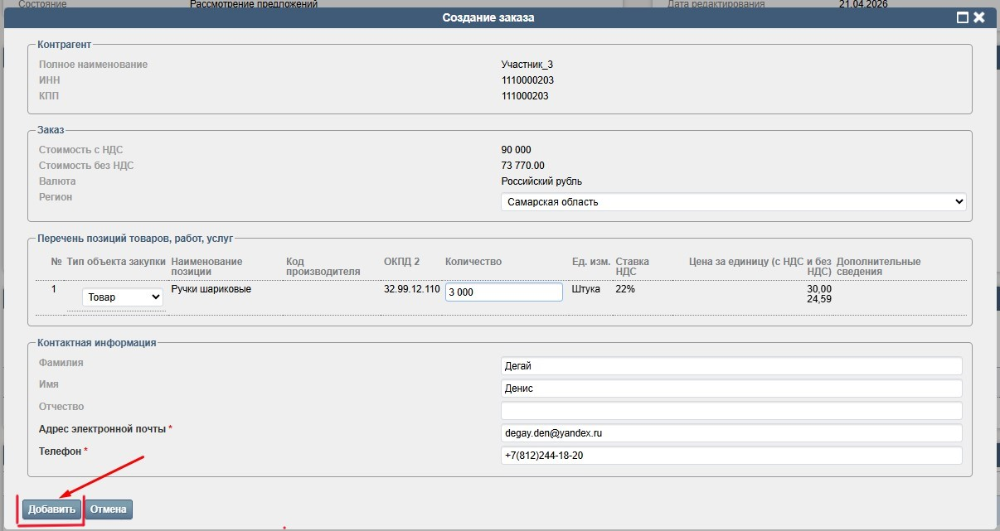 Состояние Рассмотрение предложений Дата редактирования 21.04.2026
Создание заказа
Контрагент
Полное наименование Участник_3
ИНН 1110000203
КПП 111000203
Заказ
Стоимость с НДС 90 000
Стоимость без НДС 73 770.00
Валюта Российский рубль
Регион Самарская область
Перечень позиций товаров, работ, услуг
№ Тип объекта закупки Наименование позиции Код производителя ОКПД 2 Количество Ед. изм. Ставка НДС Цена за единицу (с НДС и без НДС) Дополнительные сведения
1 Товар Ручки шариковые 32.99.12.110 3 000 Штука 22% 30,00
24,59
Контактная информация
Фамилия Дегай
Имя Денис
Отчество
Адрес электронной почты * degay.den@yandex.ru
Телефон * +7(812)244-18-20
Добавить Отмена